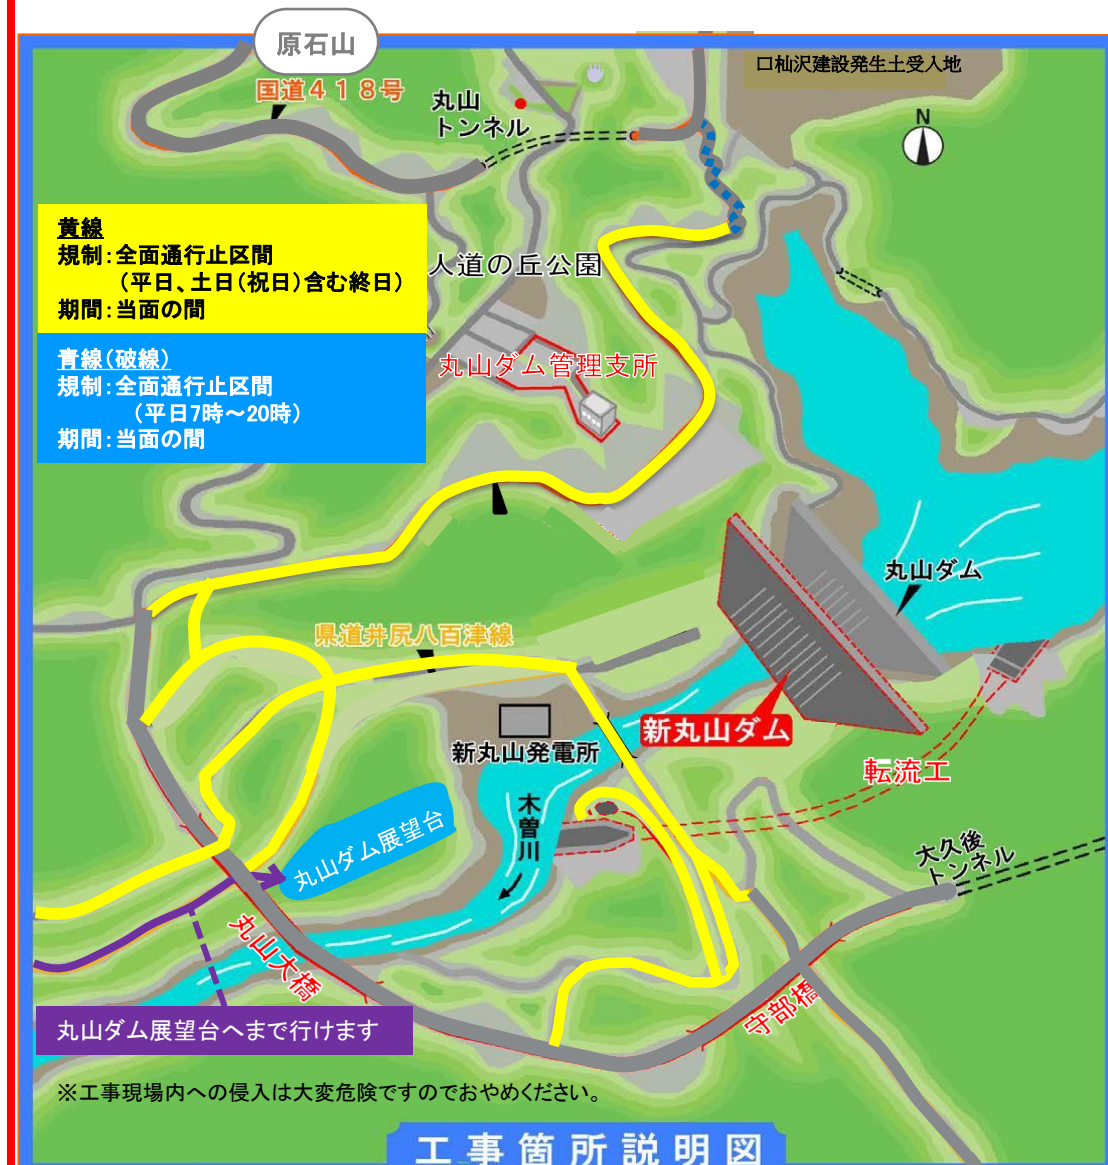 原石山
国道418号
丸山
トンネル
口杣沢建設発生土受入地
N
黄線
規制:全面通行止区間
(平日、土日(祝日)含む終日)
期間:当面の間
人道の丘公園
青線(破線)
規制:全面通行止区間
(平日7時～20時)
期間:当面の間
丸山ダム管理支所
丸山ダム
県道井尻八百津線
新丸山ダム
新丸山発電所
転流工
木曽川
丸山ダム展望台
大久後
トンネル
丸山大橋
守部橋
丸山ダム展望台へまで行けます
※工事現場内への侵入は大変危険ですのでおやめください。
工事箇所説明図